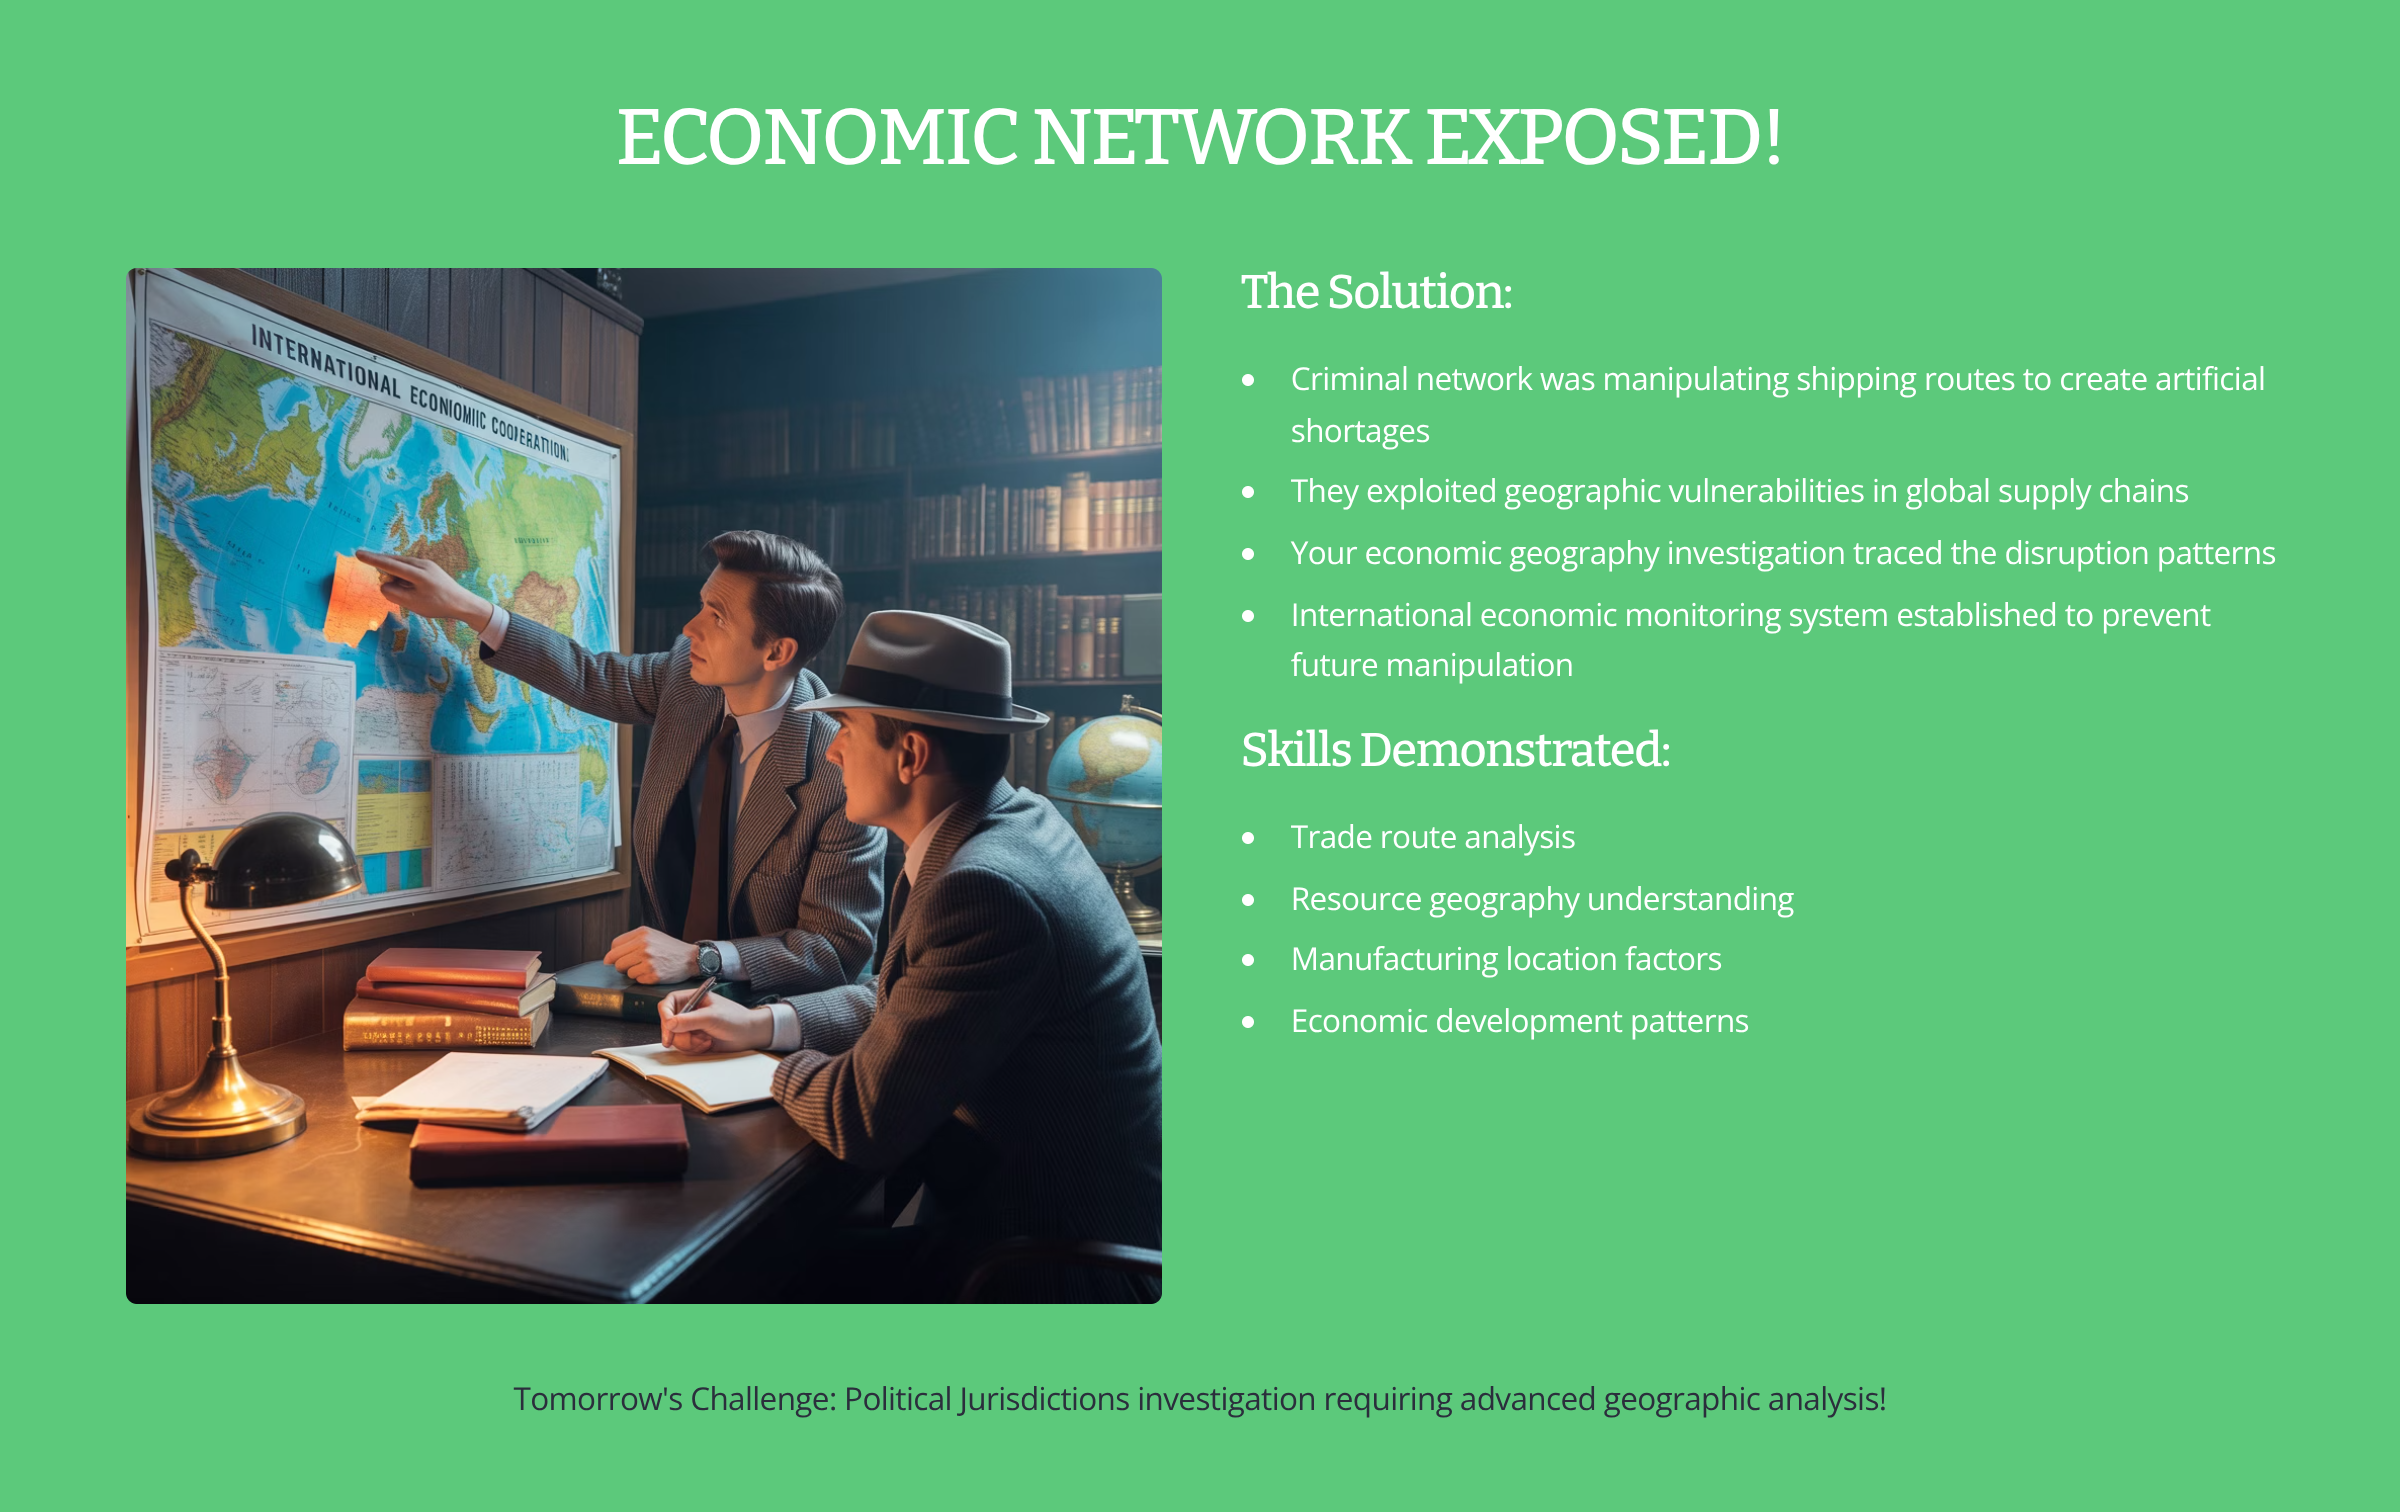 ECONOMIC NETWORK EXPOSED!
INTERNATIONAL ECONOMIIC COOIERATTION:
The Solution:
Criminal network was manipulating shipping routes to create artificial
shortages
They exploited geographic vulnerabilities in global supply chains
Your economic geography investigation traced the disruption patterns
International economic monitoring system established to prevent
future manipulation
Skills Demonstrated:
Trade route analysis
Resource geography understanding
Manufacturing location factors
Economic development patterns
Tomorrow's Challenge: Political Jurisdictions investigation requiring advanced geographic analysis!